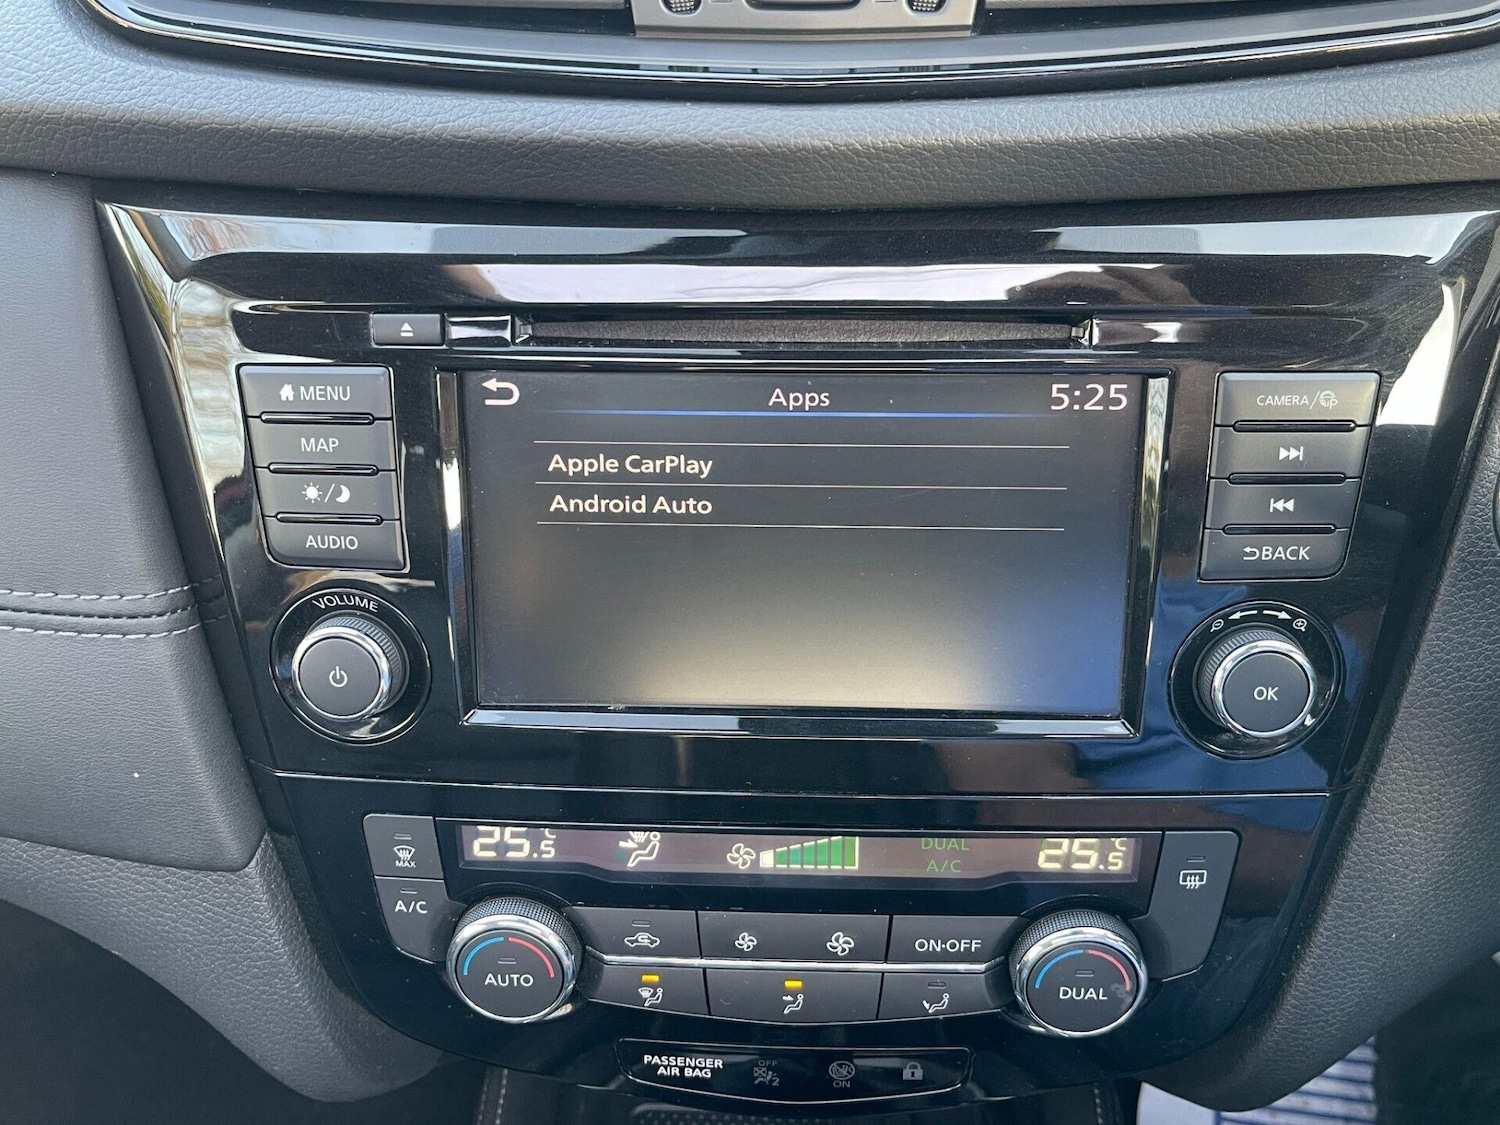 MENU
MAP
AUDIO
VOLUME
Apps
5:25
Apple CarPlay
Android Auto
CAMERA/
BACK
OK
25.5°C
DUAL
A/C
25.5°C
MAX
A/C
AUTO
ON·OFF
DUAL
PASSENGER
AIR BAG
OFF
2
ON